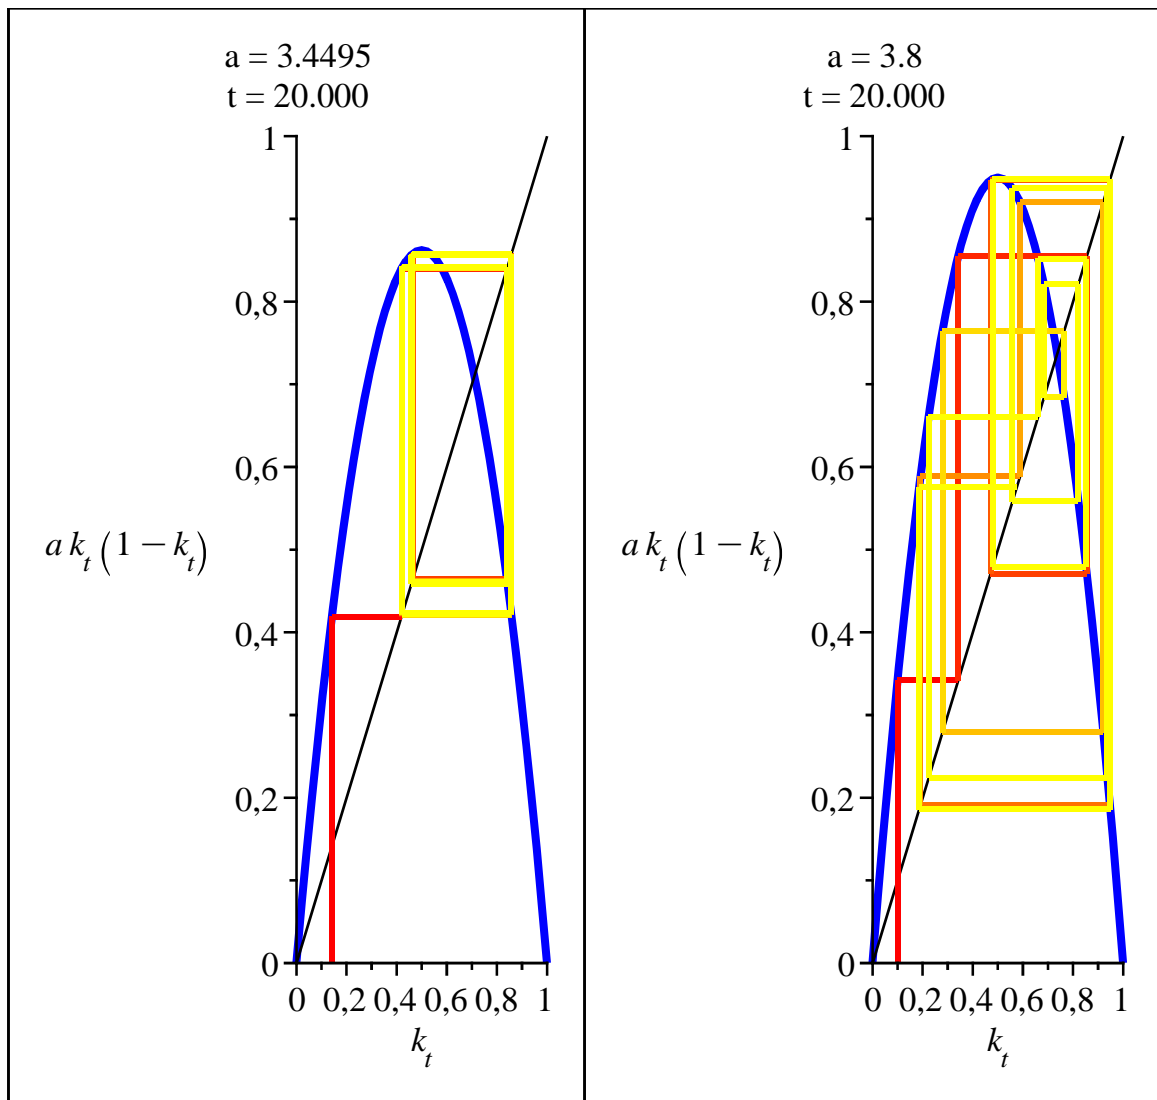 a = 3.4495
t = 20.000
1
0,8
0,6
a k_t (1 − k_t)
0,4
0,2
0
0 0,2 0,4 0,6 0,8 1
k_t
a = 3.8
t = 20.000
1
0,8
0,6
a k_t (1 − k_t)
0,4
0,2
0
0 0,2 0,4 0,6 0,8 1
k_t